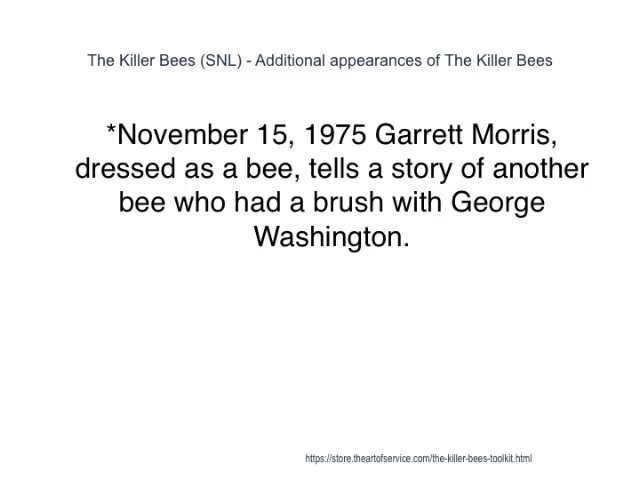 The Killer Bees (SNL) - Additional appearances of The Killer Bees
*November 15, 1975 Garrett Morris,
dressed as a bee, tells a story of another
bee who had a brush with George
Washington.
https://store.theartofservice.com/the-killer-bees-toolkit.html